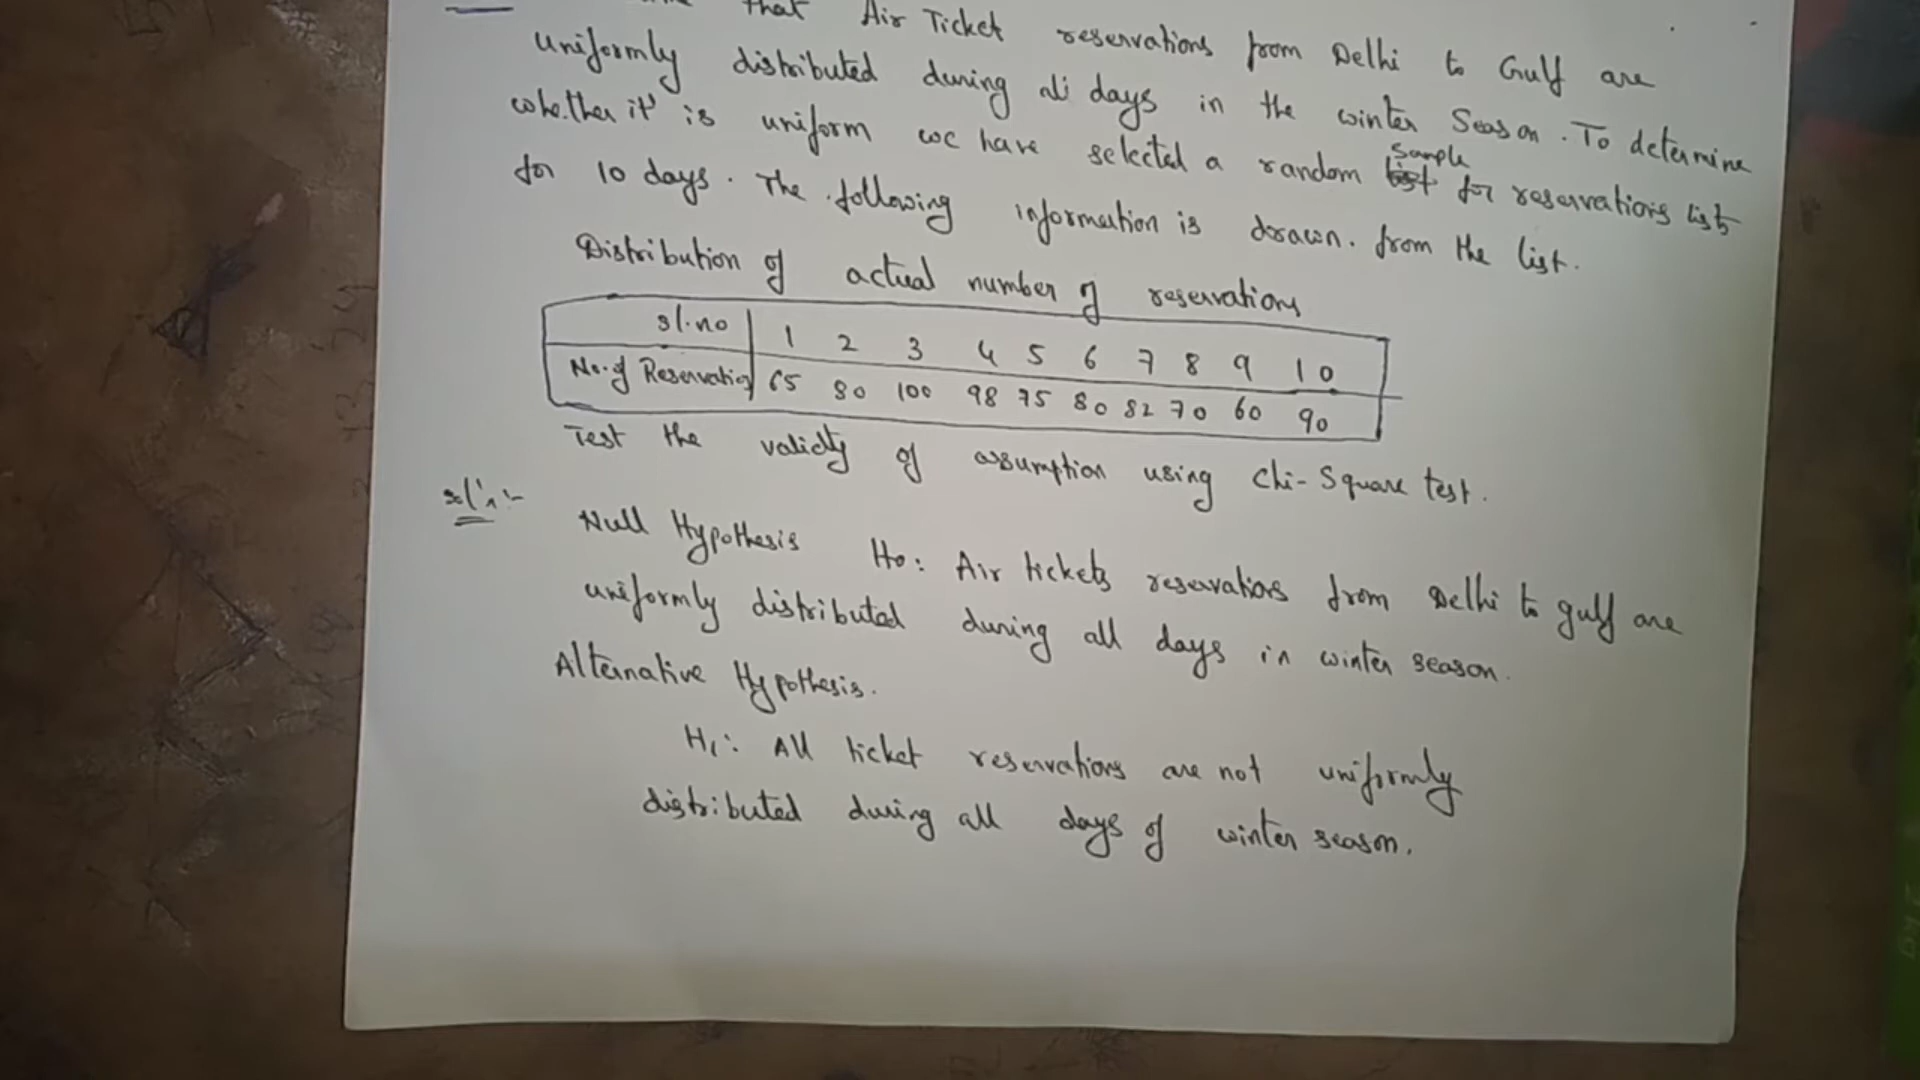 that Air Ticket reservations from Delhi to Gulf are
uniformly distributed during all days in the winter Season. To determine
whether it is uniform we have selected a random sample for reservations list
for 10 days. The following information is drawn. from the list.
Distribution of actual number of reservations
sl.no 1 2 3 4 5 6 7 8 9 10
No. of Reservation 65 80 100 98 75 80 82 70 60 90
Test the validty of assumption using Chi-Square test.
sol'n:-
Null Hypothesis Ho: Air tickets reservations from Delhi to gulf are
uniformly distributed during all days in winter season.
Alternative Hypothesis.
H1: All ticket reservations are not uniformly
distributed during all days of winter season.